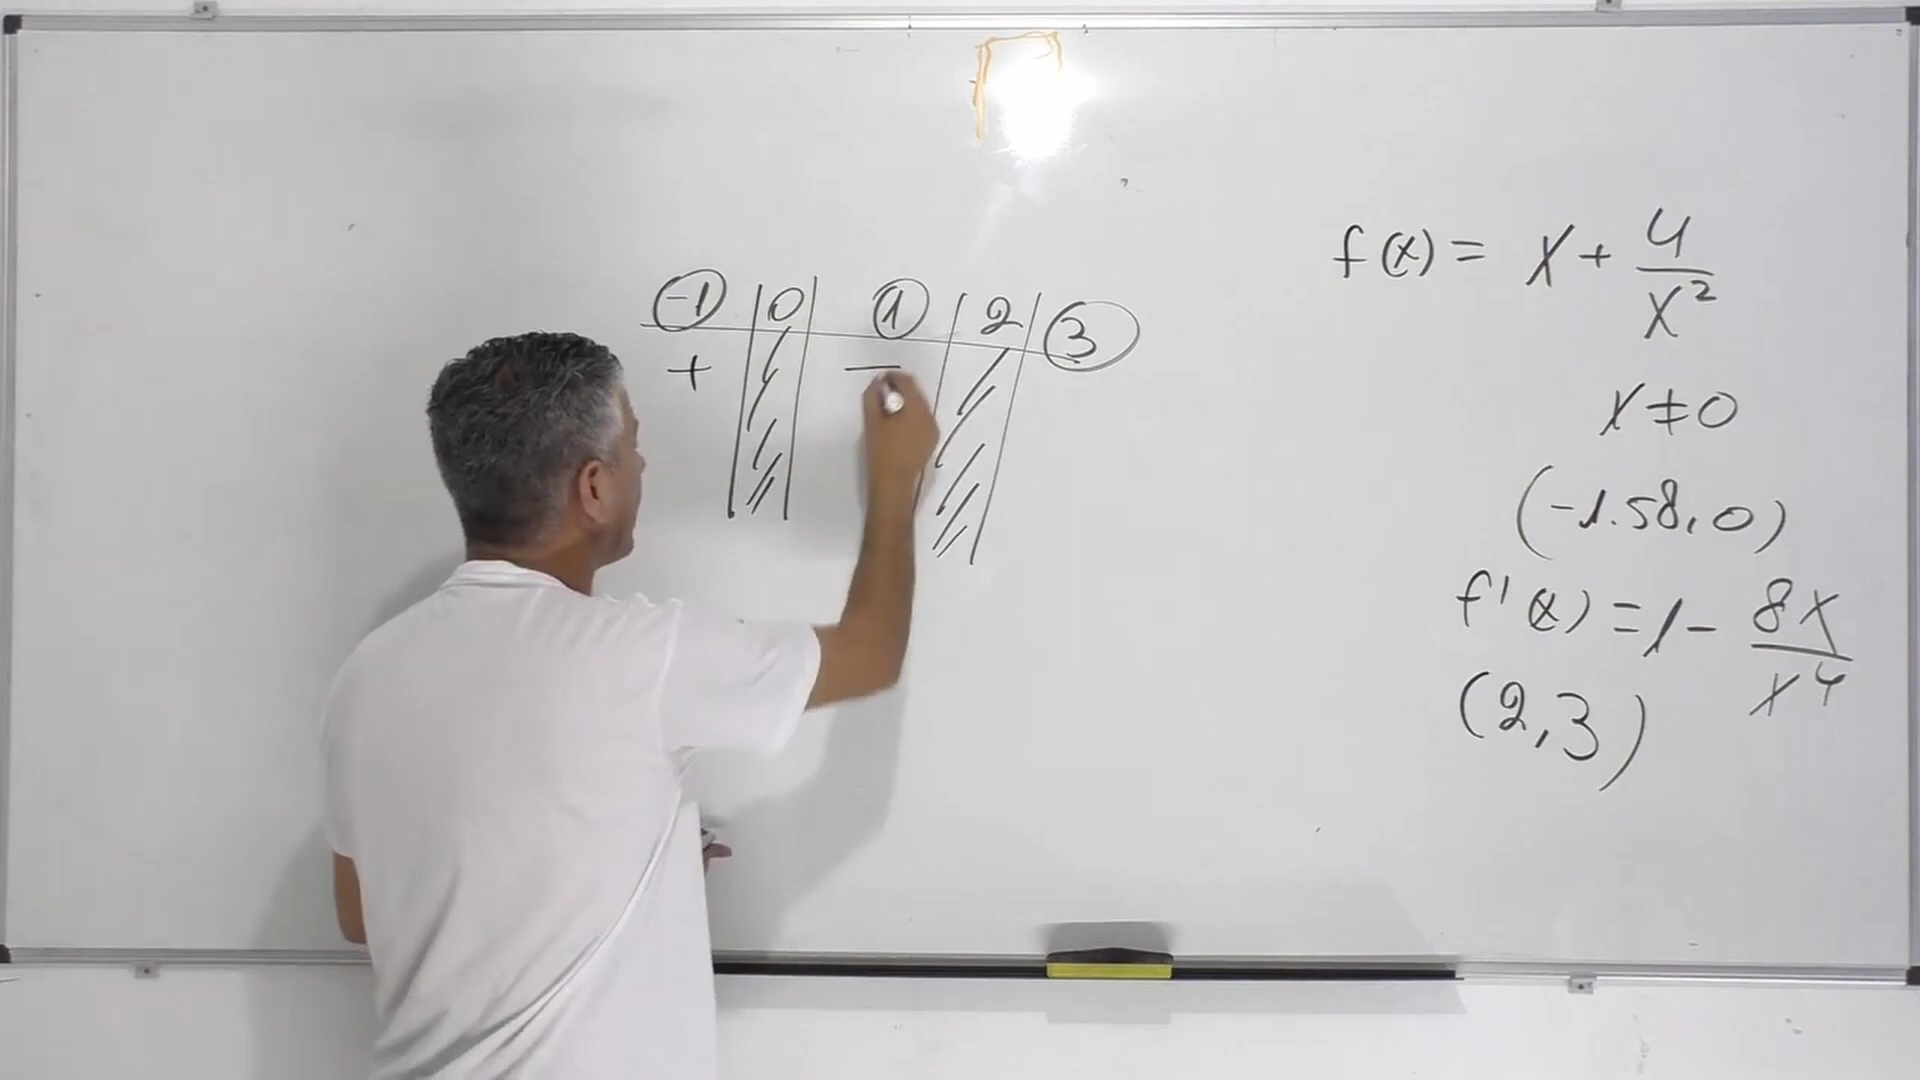 -1 | 0 | 1 | 2 | 3
+ −
f(x) = x + 4/x²
x ≠ 0
(-1.58, 0)
f'(x) = 1 - 8x/x⁴
(2,3)